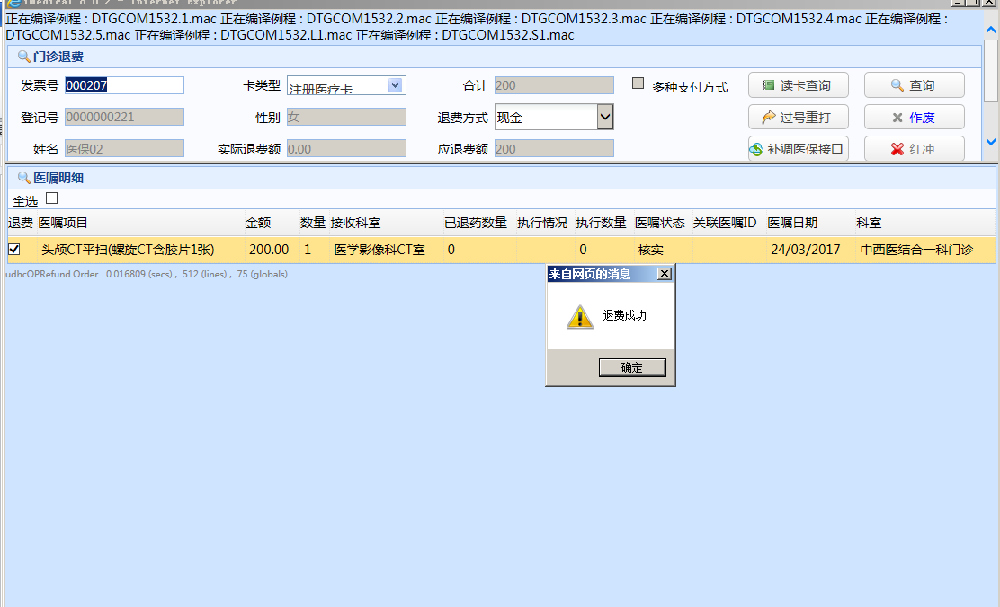 imedical 8.0.2 - Internet Explorer
正在编译例程 : DTGCOM1532.1.mac 正在编译例程 : DTGCOM1532.2.mac 正在编译例程 : DTGCOM1532.3.mac 正在编译例程 : DTGCOM1532.4.mac 正在编译例程 :
DTGCOM1532.5.mac 正在编译例程 : DTGCOM1532.L1.mac 正在编译例程 : DTGCOM1532.S1.mac
门诊退费
发票号 000207 卡类型 注册医疗卡 合计 200 多种支付方式 读卡查询 查询
登记号 0000000221 性别 女 退费方式 现金 过号重打 作废
姓名 医保02 实际退费额 0.00 应退费额 200 补调医保接口 红冲
医嘱明细
全选
退费 医嘱项目 金额 数量 接收科室 已退药数量 执行情况 执行数量 医嘱状态 关联医嘱ID 医嘱日期 科室
头颅CT平扫(螺旋CT含胶片1张) 200.00 1 医学影像科CT室 0 0 核实 24/03/2017 中西医结合一科门诊
udhcOPRefund.Order 0.016809 (secs) , 512 (lines) , 75 (globals)
来自网页的消息
退费成功
确定